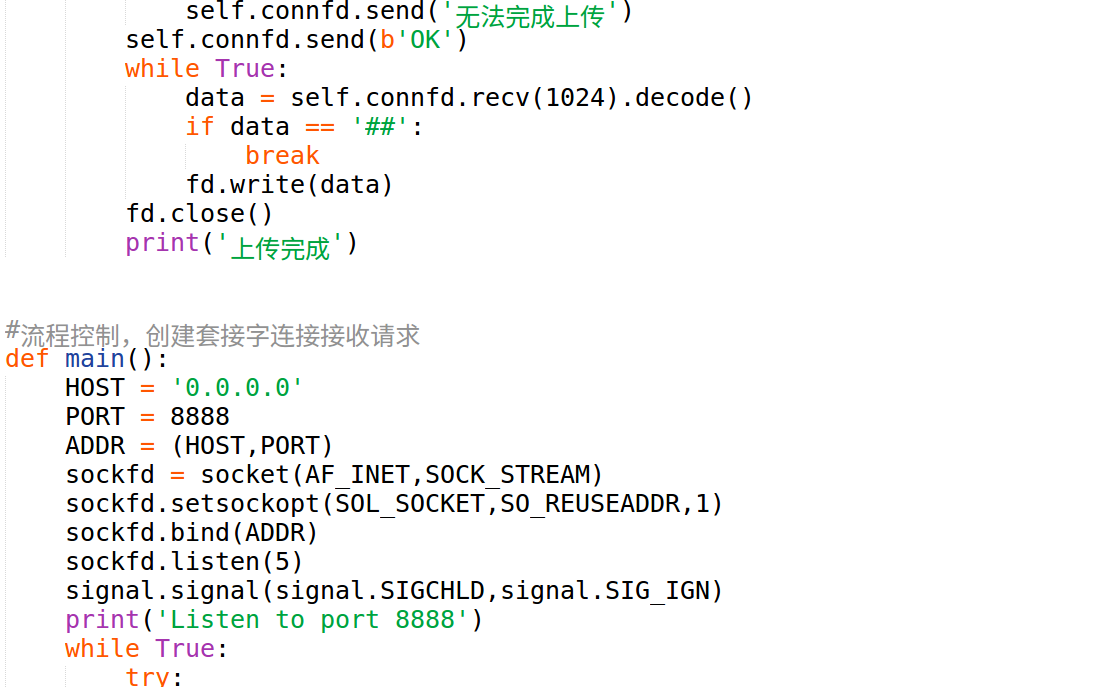 self.connfd.send('无法完成上传')
        self.connfd.send(b'OK')
        while True:
            data = self.connfd.recv(1024).decode()
            if data == '##':
                break
            fd.write(data)
        fd.close()
        print('上传完成')


#流程控制，创建套接字连接接收请求
def main():
    HOST = '0.0.0.0'
    PORT = 8888
    ADDR = (HOST,PORT)
    sockfd = socket(AF_INET,SOCK_STREAM)
    sockfd.setsockopt(SOL_SOCKET,SO_REUSEADDR,1)
    sockfd.bind(ADDR)
    sockfd.listen(5)
    signal.signal(signal.SIGCHLD,signal.SIG_IGN)
    print('Listen to port 8888')
    while True:
        try: